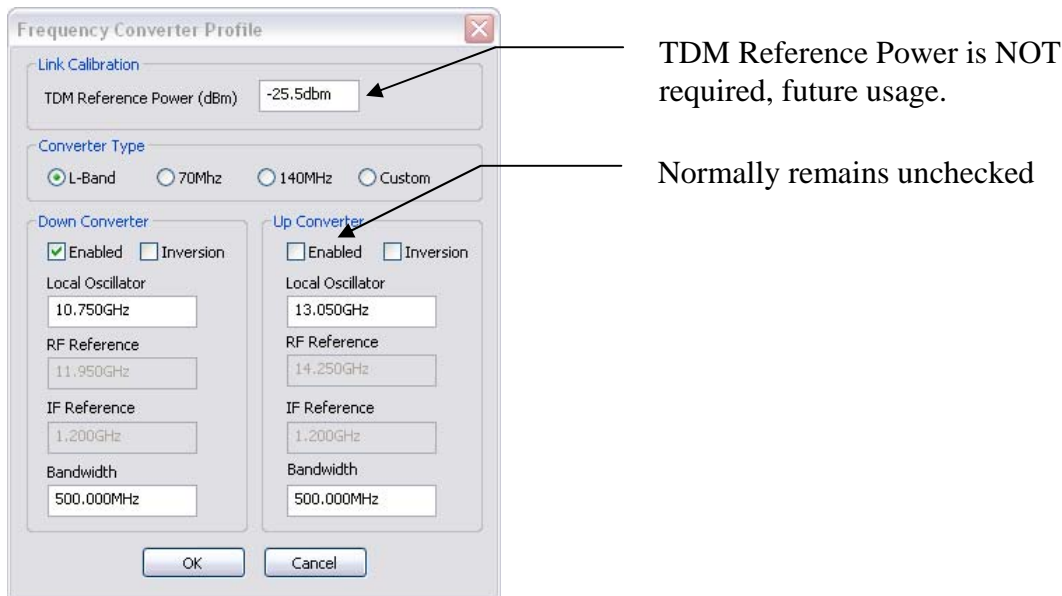 Frequency Converter Profile
Link Calibration
TDM Reference Power (dBm)
-25.5dbm
Converter Type
L-Band
70Mhz
140MHz
Custom
Down Converter
Enabled
Inversion
Local Oscillator
10.750GHz
RF Reference
11.950GHz
IF Reference
1.200GHz
Bandwidth
500.000MHz
Up Converter
Enabled
Inversion
Local Oscillator
13.050GHz
RF Reference
14.250GHz
IF Reference
1.200GHz
Bandwidth
500.000MHz
OK
Cancel
TDM Reference Power is NOT
required, future usage.
Normally remains unchecked